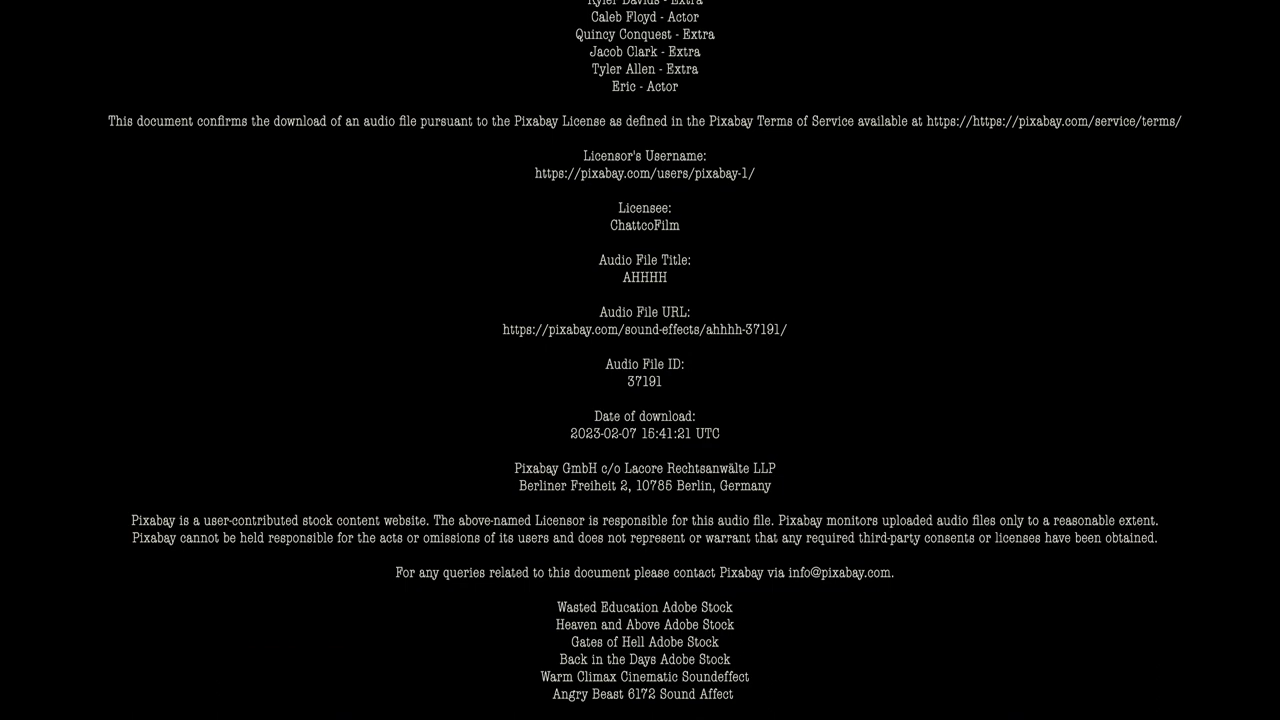 Kyler Davids - Extra
Caleb Floyd - Actor
Quincy Conquest - Extra
Jacob Clark - Extra
Tyler Allen - Extra
Eric - Actor
This document confirms the download of an audio file pursuant to the Pixabay License as defined in the Pixabay Terms of Service available at https://https://pixabay.com/service/terms/
Licensor's Username:
https://pixabay.com/users/pixabay-1/
Licensee:
ChattcoFilm
Audio File Title:
AHHHH
Audio File URL:
https://pixabay.com/sound-effects/ahhhh-37191/
Audio File ID:
37191
Date of download:
2023-02-07 15:41:21 UTC
Pixabay GmbH c/o Lacore Rechtsanwälte LLP
Berliner Freiheit 2, 10785 Berlin, Germany
Pixabay is a user-contributed stock content website. The above-named Licensor is responsible for this audio file. Pixabay monitors uploaded audio files only to a reasonable extent.
Pixabay cannot be held responsible for the acts or omissions of its users and does not represent or warrant that any required third-party consents or licenses have been obtained.
For any queries related to this document please contact Pixabay via info@pixabay.com.
Wasted Education Adobe Stock
Heaven and Above Adobe Stock
Gates of Hell Adobe Stock
Back in the Days Adobe Stock
Warm Climax Cinematic Soundeffect
Angry Beast 6172 Sound Affect